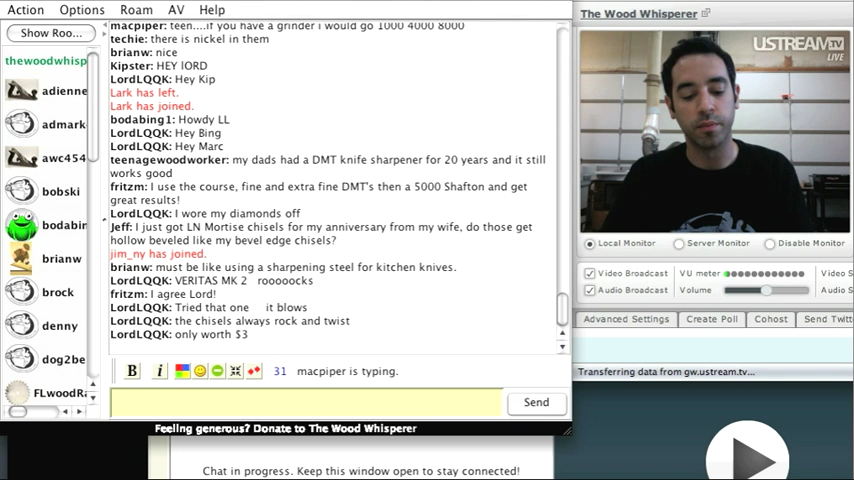 Action Options Roam AV Help
The Wood Whisperer
Show Roo...
macpiper: teen....if you have a grinder i would go 1000 4000 8000
techie: there is nickel in them
thewoodwhisp
brianw: nice
USTREAM.TV
LIVE
Kipster: HEY lORD
LordLQQK: Hey Kip
adienne
Lark has left.
Lark has joined.
admark
bodabing1: Howdy LL
LordLQQK: Hey Bing
LordLQQK: Hey Marc
awc454
teenagewoodworker: my dads had a DMT knife sharpener for 20 years and it still
works good
bobski
fritzm: I use the course, fine and extra fine DMT's then a 5000 Shafton and get
great results!
LordLQQK: I wore my diamonds off
bodabin
Jeff: I just got LN Mortise chisels for my anniversary from my wife, do those get
hollow beveled like my bevel edge chisels?
Local Monitor Server Monitor Disable Monitor
jim_ny has joined.
brianw
brianw: must be like using a sharpening steel for kitchen knives.
Video Broadcast VU meter Video S
LordLQQK: VERITAS MK 2 rooooocks
brock
fritzm: I agree Lord!
Audio Broadcast Volume Audio S
LordLQQK: Tried that one it blows
LordLQQK: the chisels always rock and twist
denny
Advanced Settings Create Poll Cohost Send Twitt
LordLQQK: only worth $3
dog2be
B i 31 macpiper is typing.
Transferring data from gw.ustream.tv...
FLwoodRa
Send
Feeling generous? Donate to The Wood Whisperer
Chat in progress. Keep this window open to stay connected!